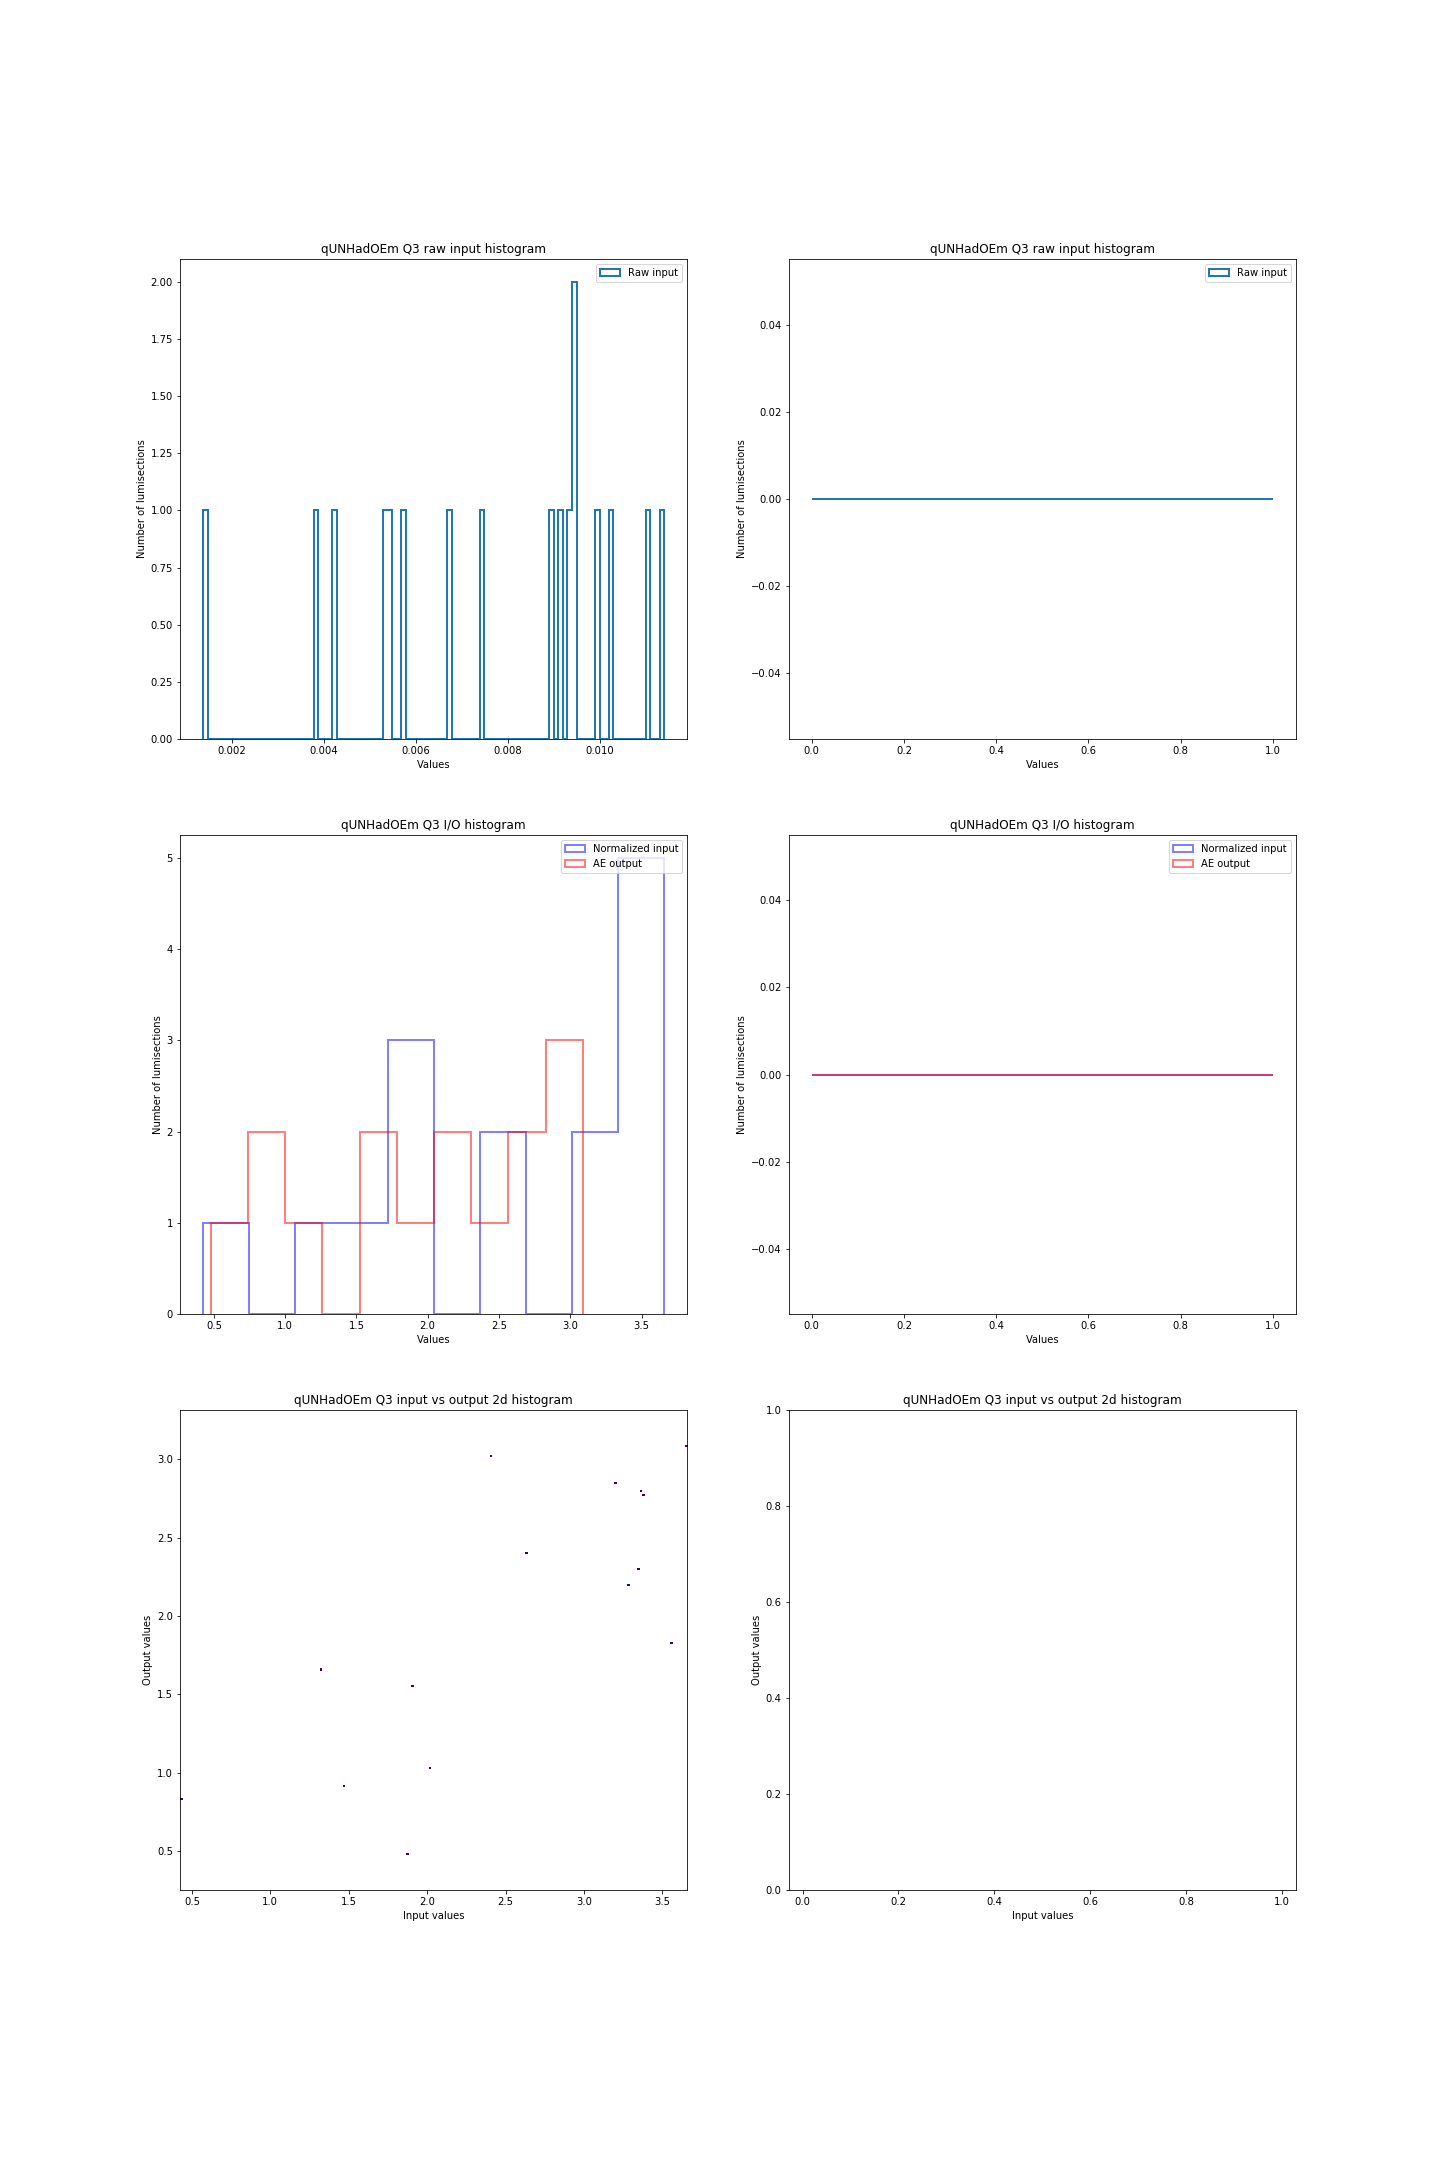 qUNHadOEm Q3 raw input histogram
Raw input
2.00
1.75
1.50
1.25
1.00
0.75
0.50
0.25
0.00
Number of lumisections
0.002 0.004 0.006 0.008 0.010
Values
qUNHadOEm Q3 raw input histogram
Raw input
0.04
0.02
0.00
−0.02
−0.04
Number of lumisections
0.0 0.2 0.4 0.6 0.8 1.0
Values
qUNHadOEm Q3 I/O histogram
Normalized input
AE output
5
4
3
2
1
0
Number of lumisections
0.5 1.0 1.5 2.0 2.5 3.0 3.5
Values
qUNHadOEm Q3 I/O histogram
Normalized input
AE output
0.04
0.02
0.00
−0.02
−0.04
Number of lumisections
0.0 0.2 0.4 0.6 0.8 1.0
Values
qUNHadOEm Q3 input vs output 2d histogram
3.0
2.5
2.0
1.5
1.0
0.5
Output values
0.5 1.0 1.5 2.0 2.5 3.0 3.5
Input values
qUNHadOEm Q3 input vs output 2d histogram
1.0
0.8
0.6
0.4
0.2
0.0
Output values
0.0 0.2 0.4 0.6 0.8 1.0
Input values